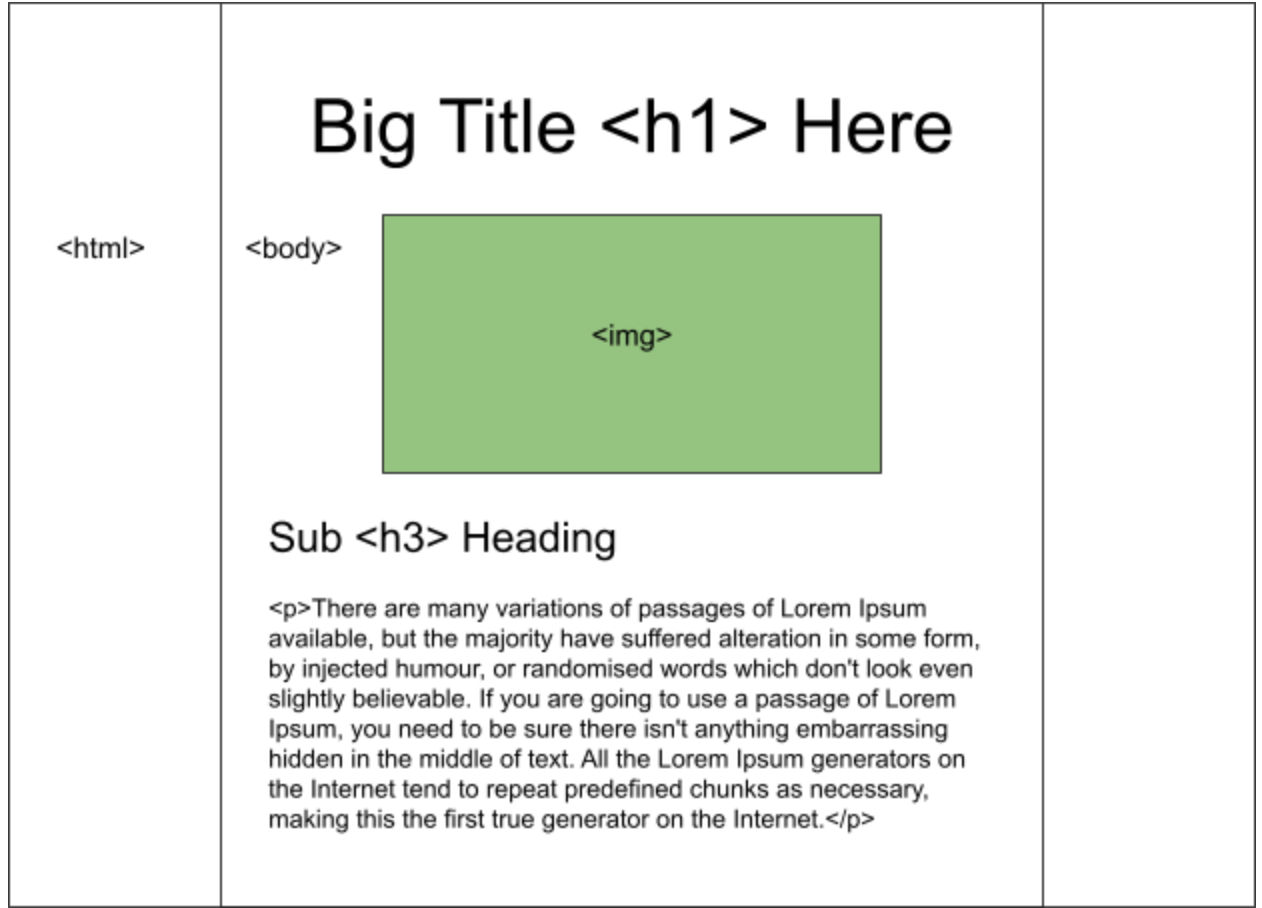 Big Title <h1> Here
<html>
<body>
<img>
Sub <h3> Heading
<p>There are many variations of passages of Lorem Ipsum
available, but the majority have suffered alteration in some form,
by injected humour, or randomised words which don't look even
slightly believable. If you are going to use a passage of Lorem
Ipsum, you need to be sure there isn't anything embarrassing
hidden in the middle of text. All the Lorem Ipsum generators on
the Internet tend to repeat predefined chunks as necessary,
making this the first true generator on the Internet.</p>